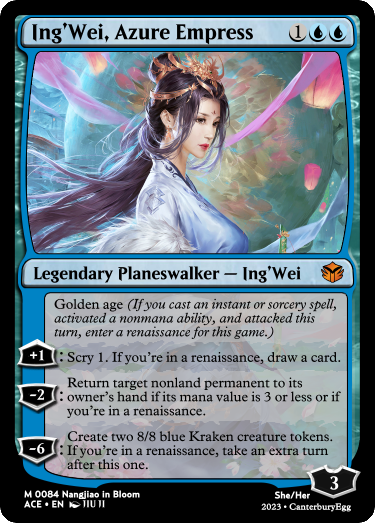 Ing'Wei, Azure Empress 1
Legendary Planeswalker — Ing'Wei
Golden age (If you cast an instant or sorcery spell,
activated a nonmana ability, and attacked this
turn, enter a renaissance for this game.)
+1: Scry 1. If you're in a renaissance, draw a card.
-2: Return target nonland permanent to its
owner's hand if its mana value is 3 or less or if
you're in a renaissance.
-6: Create two 8/8 blue Kraken creature tokens.
If you're in a renaissance, take an extra turn
after this one.
3
M 0084 Nangjiao in Bloom
She/Her
ACE • EN
2023 • CanterburyEgg